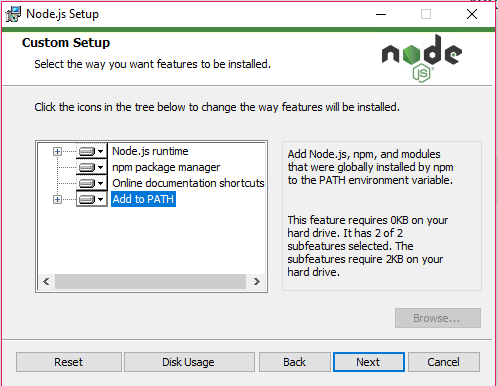 Node.js Setup
Custom Setup
Select the way you want features to be installed.
node
JS
Click the icons in the tree below to change the way features will be installed.
Node.js runtime
npm package manager
Online documentation shortcuts
Add to PATH
Add Node.js, npm, and modules
that were globally installed by npm
to the PATH environment variable.
This feature requires 0KB on your
hard drive. It has 2 of 2
subfeatures selected. The
subfeatures require 2KB on your
hard drive.
Browse...
Reset
Disk Usage
Back
Next
Cancel